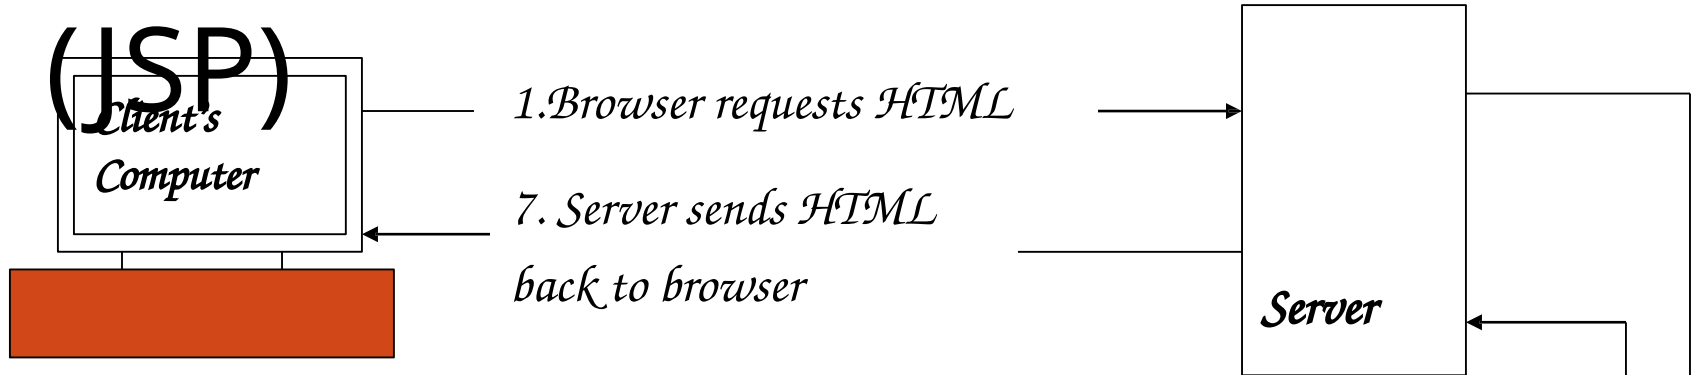 (JSP)
Client's
Computer
1.Browser requests HTML
7. Server sends HTML
back to browser
Server